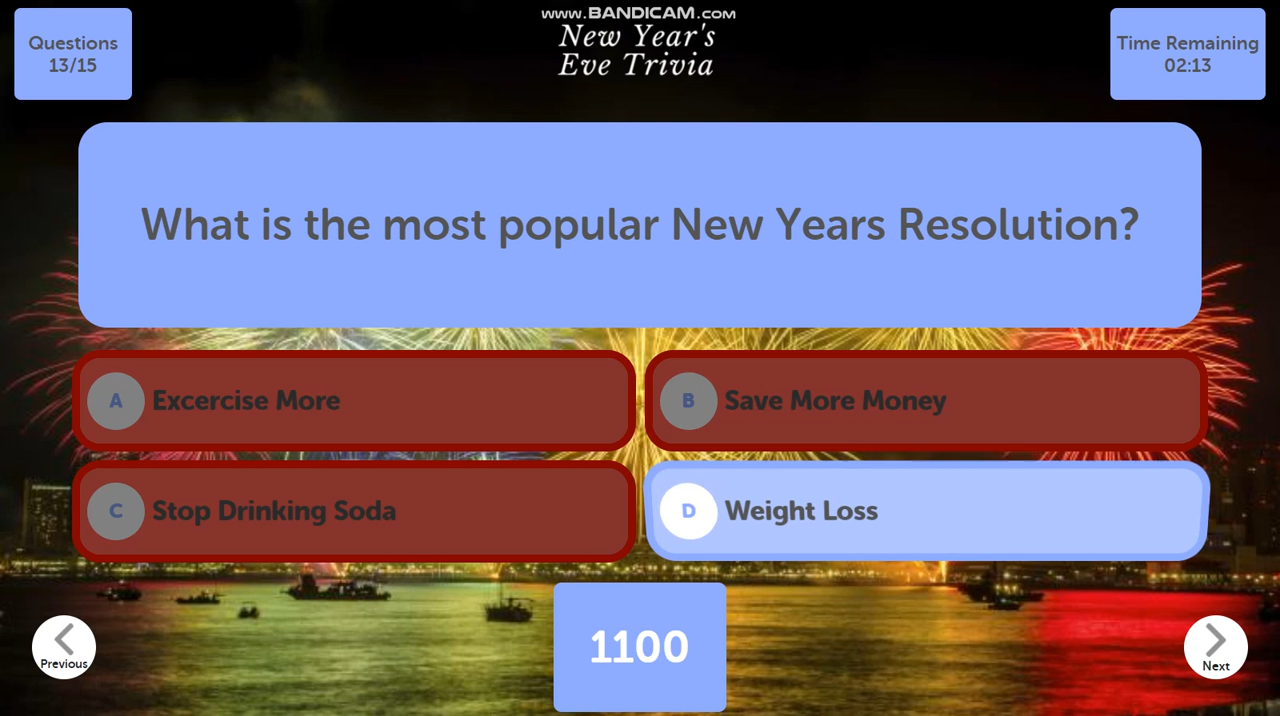 www.BANDICAM.com
New Year's
Eve Trivia
Questions
13/15
Time Remaining
02:13
What is the most popular New Years Resolution?
A Excercise More
B Save More Money
C Stop Drinking Soda
D Weight Loss
1100
Previous
Next